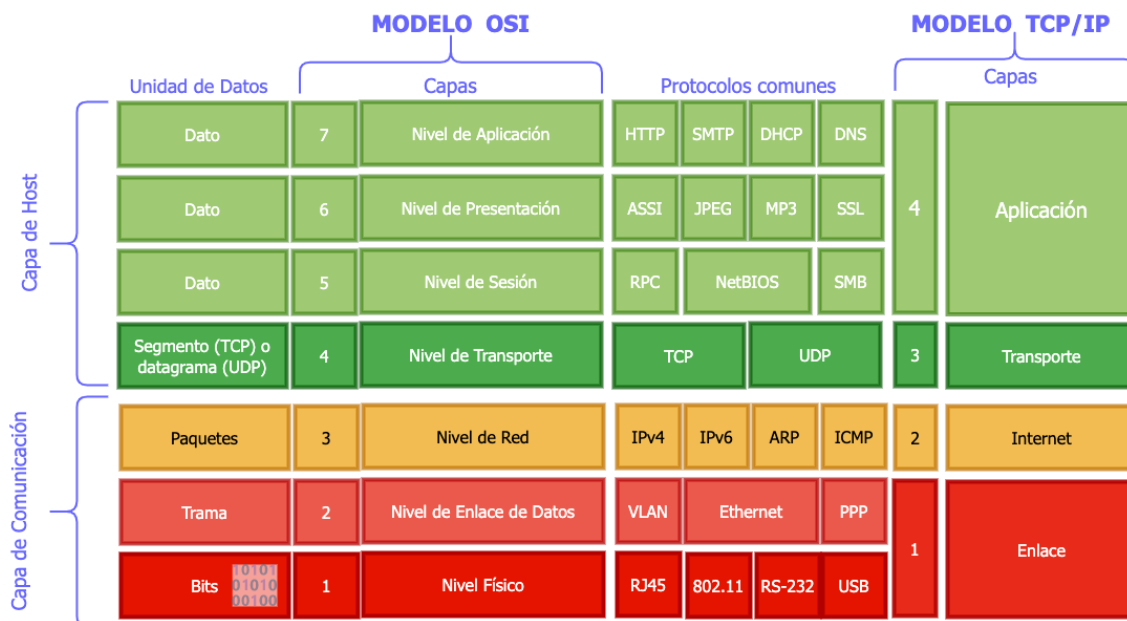 MODELO OSI
MODELO TCP/IP
Unidad de Datos
Capas
Protocolos comunes
Capas
Capa de Host
Dato
7
Nivel de Aplicación
HTTP
SMTP
DHCP
DNS
4
Aplicación
Dato
6
Nivel de Presentación
ASSI
JPEG
MP3
SSL
Dato
5
Nivel de Sesión
RPC
NetBIOS
SMB
Segmento (TCP) o
datagrama (UDP)
4
Nivel de Transporte
TCP
UDP
3
Transporte
Capa de Comunicación
Paquetes
3
Nivel de Red
IPv4
IPv6
ARP
ICMP
2
Internet
Trama
2
Nivel de Enlace de Datos
VLAN
Ethernet
PPP
1
Enlace
Bits
10101
01010
00100
1
Nivel Físico
RJ45
802.11
RS-232
USB